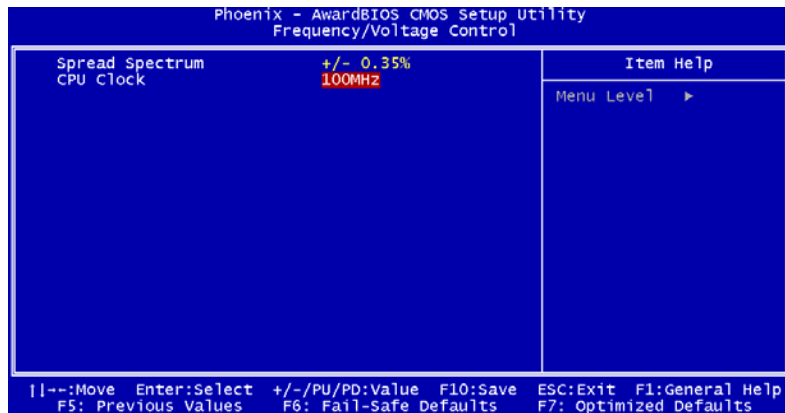 Phoenix - AwardBIOS CMOS Setup Utility
Frequency/Voltage Control
Spread Spectrum +/- 0.35%
CPU Clock 100MHz
Item Help
Menu Level ►
↑↓→←:Move Enter:Select +/-/PU/PD:Value F10:Save ESC:Exit F1:General Help
F5: Previous Values F6: Fail-Safe Defaults F7: Optimized Defaults